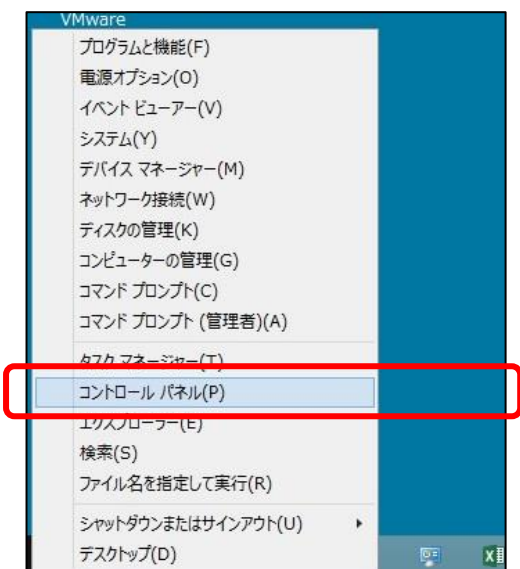 VMware
プログラムと機能(F)
電源オプション(O)
イベント ビューアー(V)
システム(Y)
デバイス マネージャー(M)
ネットワーク接続(W)
ディスクの管理(K)
コンピューターの管理(G)
コマンド プロンプト(C)
コマンド プロンプト (管理者)(A)
タスク マネージャー(T)
コントロール パネル(P)
エクスプローラー(E)
検索(S)
ファイル名を指定して実行(R)
シャットダウンまたはサインアウト(U)
デスクトップ(D)